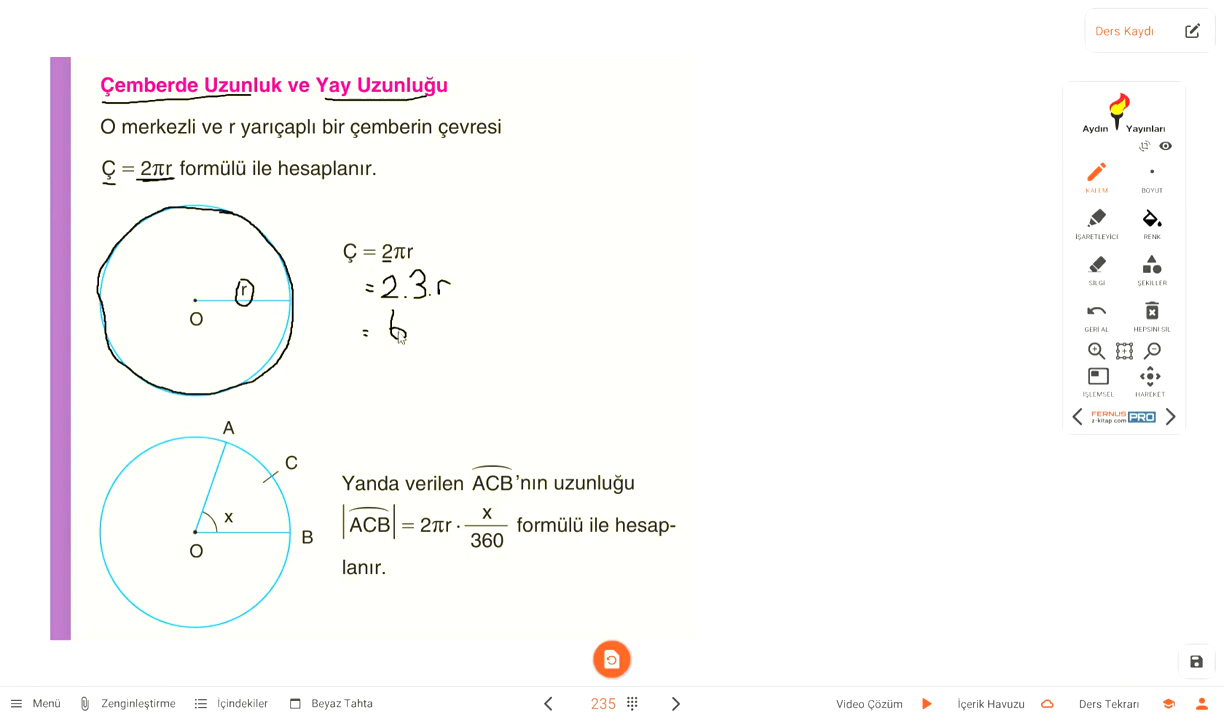 Ders Kaydı
Çemberde Uzunluk ve Yay Uzunluğu
O merkezli ve r yarıçaplı bir çemberin çevresi
Ç = 2πr formülü ile hesaplanır.
r
O
Ç = 2πr
= 2.3.r
= 6
A
C
x
B
O
Yanda verilen ACB'nın uzunluğu
|ACB| = 2πr · x/360 formülü ile hesap-
lanır.
Aydın Yayınları
KALEM BOYUT
İŞARETLEYİCİ RENK
SİLGİ ŞEKİLLER
GERİ AL HEPSİNİ SİL
İŞLEMSEL HAREKET
FERNUS PRO
z-kitap.com
Menü Zenginleştirme İçindekiler Beyaz Tahta 235 Video Çözüm İçerik Havuzu Ders Tekrarı